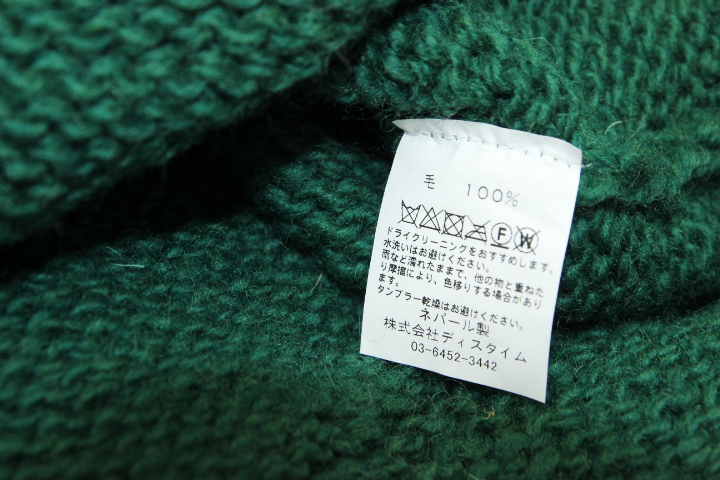 毛 100%
F W
ドライクリーニングをおすすめします。
水洗いはお避けください。
雨など濡れたままで、他の物と重ねた
り摩擦により、色移りする場合があり
ます。
タンブラー乾燥はお避けください。
ネパール製
株式会社ディスタイム
03-6452-3442